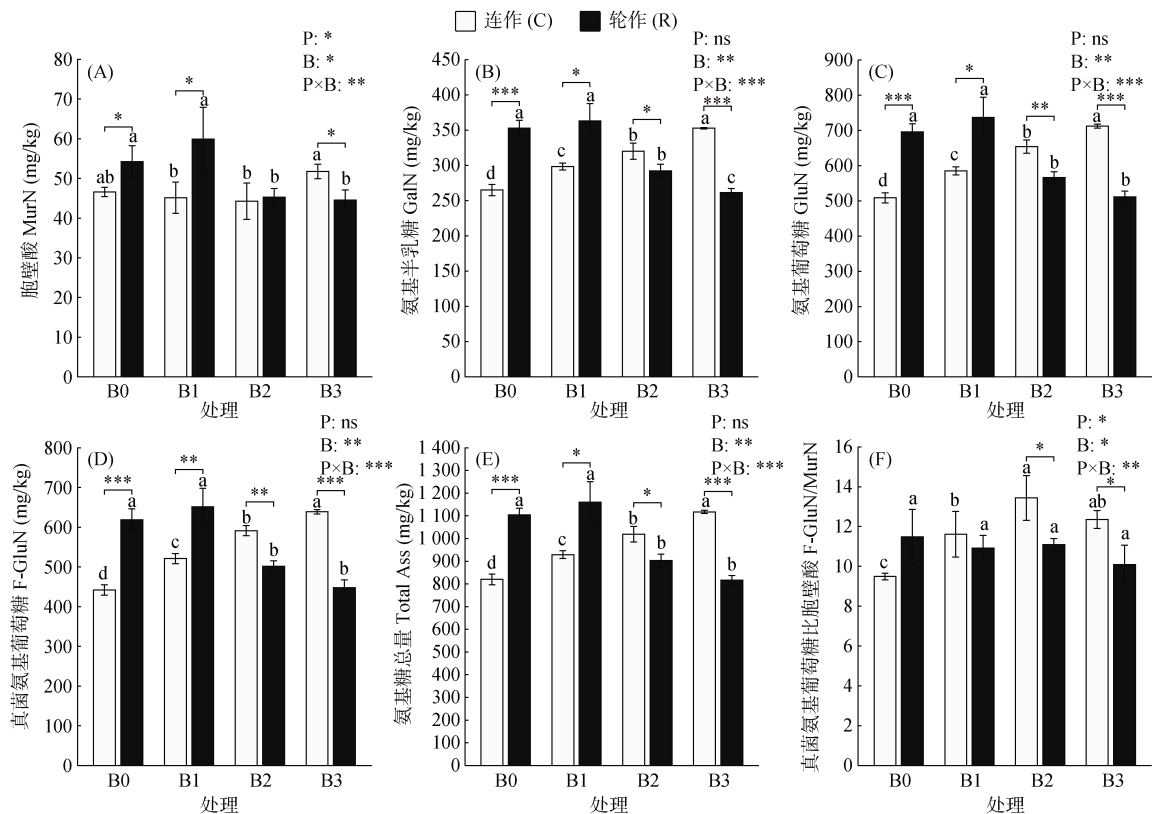 连作 (C) 轮作 (R)
(A)
P: *
B: *
P×B: **
胞壁酸 MurN (mg/kg)
80
70
60
50
40
30
20
10
0
* * *
ab a b a b b a b
B0 B1 B2 B3
处理
(B)
P: ns
B: **
P×B: ***
氨基半乳糖 GalN (mg/kg)
450
400
350
300
250
200
150
100
50
0
*** * * ***
d a c a b b a c
B0 B1 B2 B3
处理
(C)
P: ns
B: **
P×B: ***
氨基葡萄糖 GluN (mg/kg)
900
800
700
600
500
400
300
200
100
0
*** * ** ***
d a c a b b a b
B0 B1 B2 B3
处理
(D)
P: ns
B: **
P×B: ***
真菌氨基葡萄糖 F-GluN (mg/kg)
800
700
600
500
400
300
200
100
0
*** ** ** ***
d a c a b b a b
B0 B1 B2 B3
处理
(E)
P: ns
B: **
P×B: ***
氨基糖总量 Total Ass (mg/kg)
1 400
1 300
1 200
1 100
1 000
900
800
700
600
500
400
300
200
100
0
*** * * ***
d a c a b b a b
B0 B1 B2 B3
处理
(F)
P: *
B: *
P×B: **
真菌氨基葡萄糖比胞壁酸 F-GluN/MurN
16
14
12
10
8
6
4
2
0
* *
c a b a a a ab a
B0 B1 B2 B3
处理